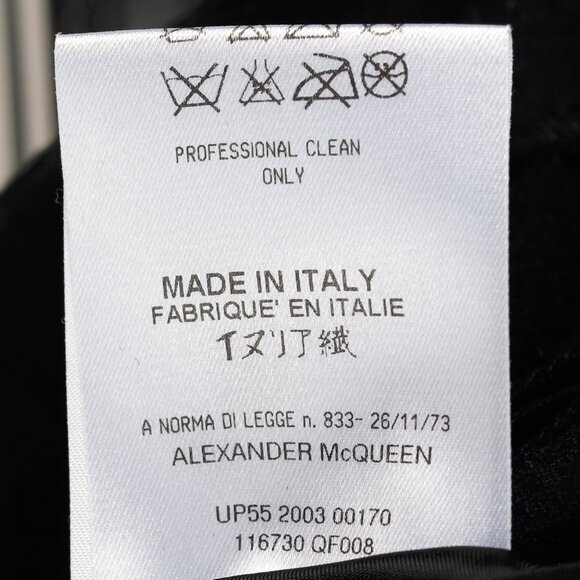 PROFESSIONAL CLEAN
ONLY
MADE IN ITALY
FABRIQUE' EN ITALIE
イヌリア織
A NORMA DI LEGGE n. 833- 26/11/73
ALEXANDER McQUEEN
UP55 2003 00170
116730 QF008